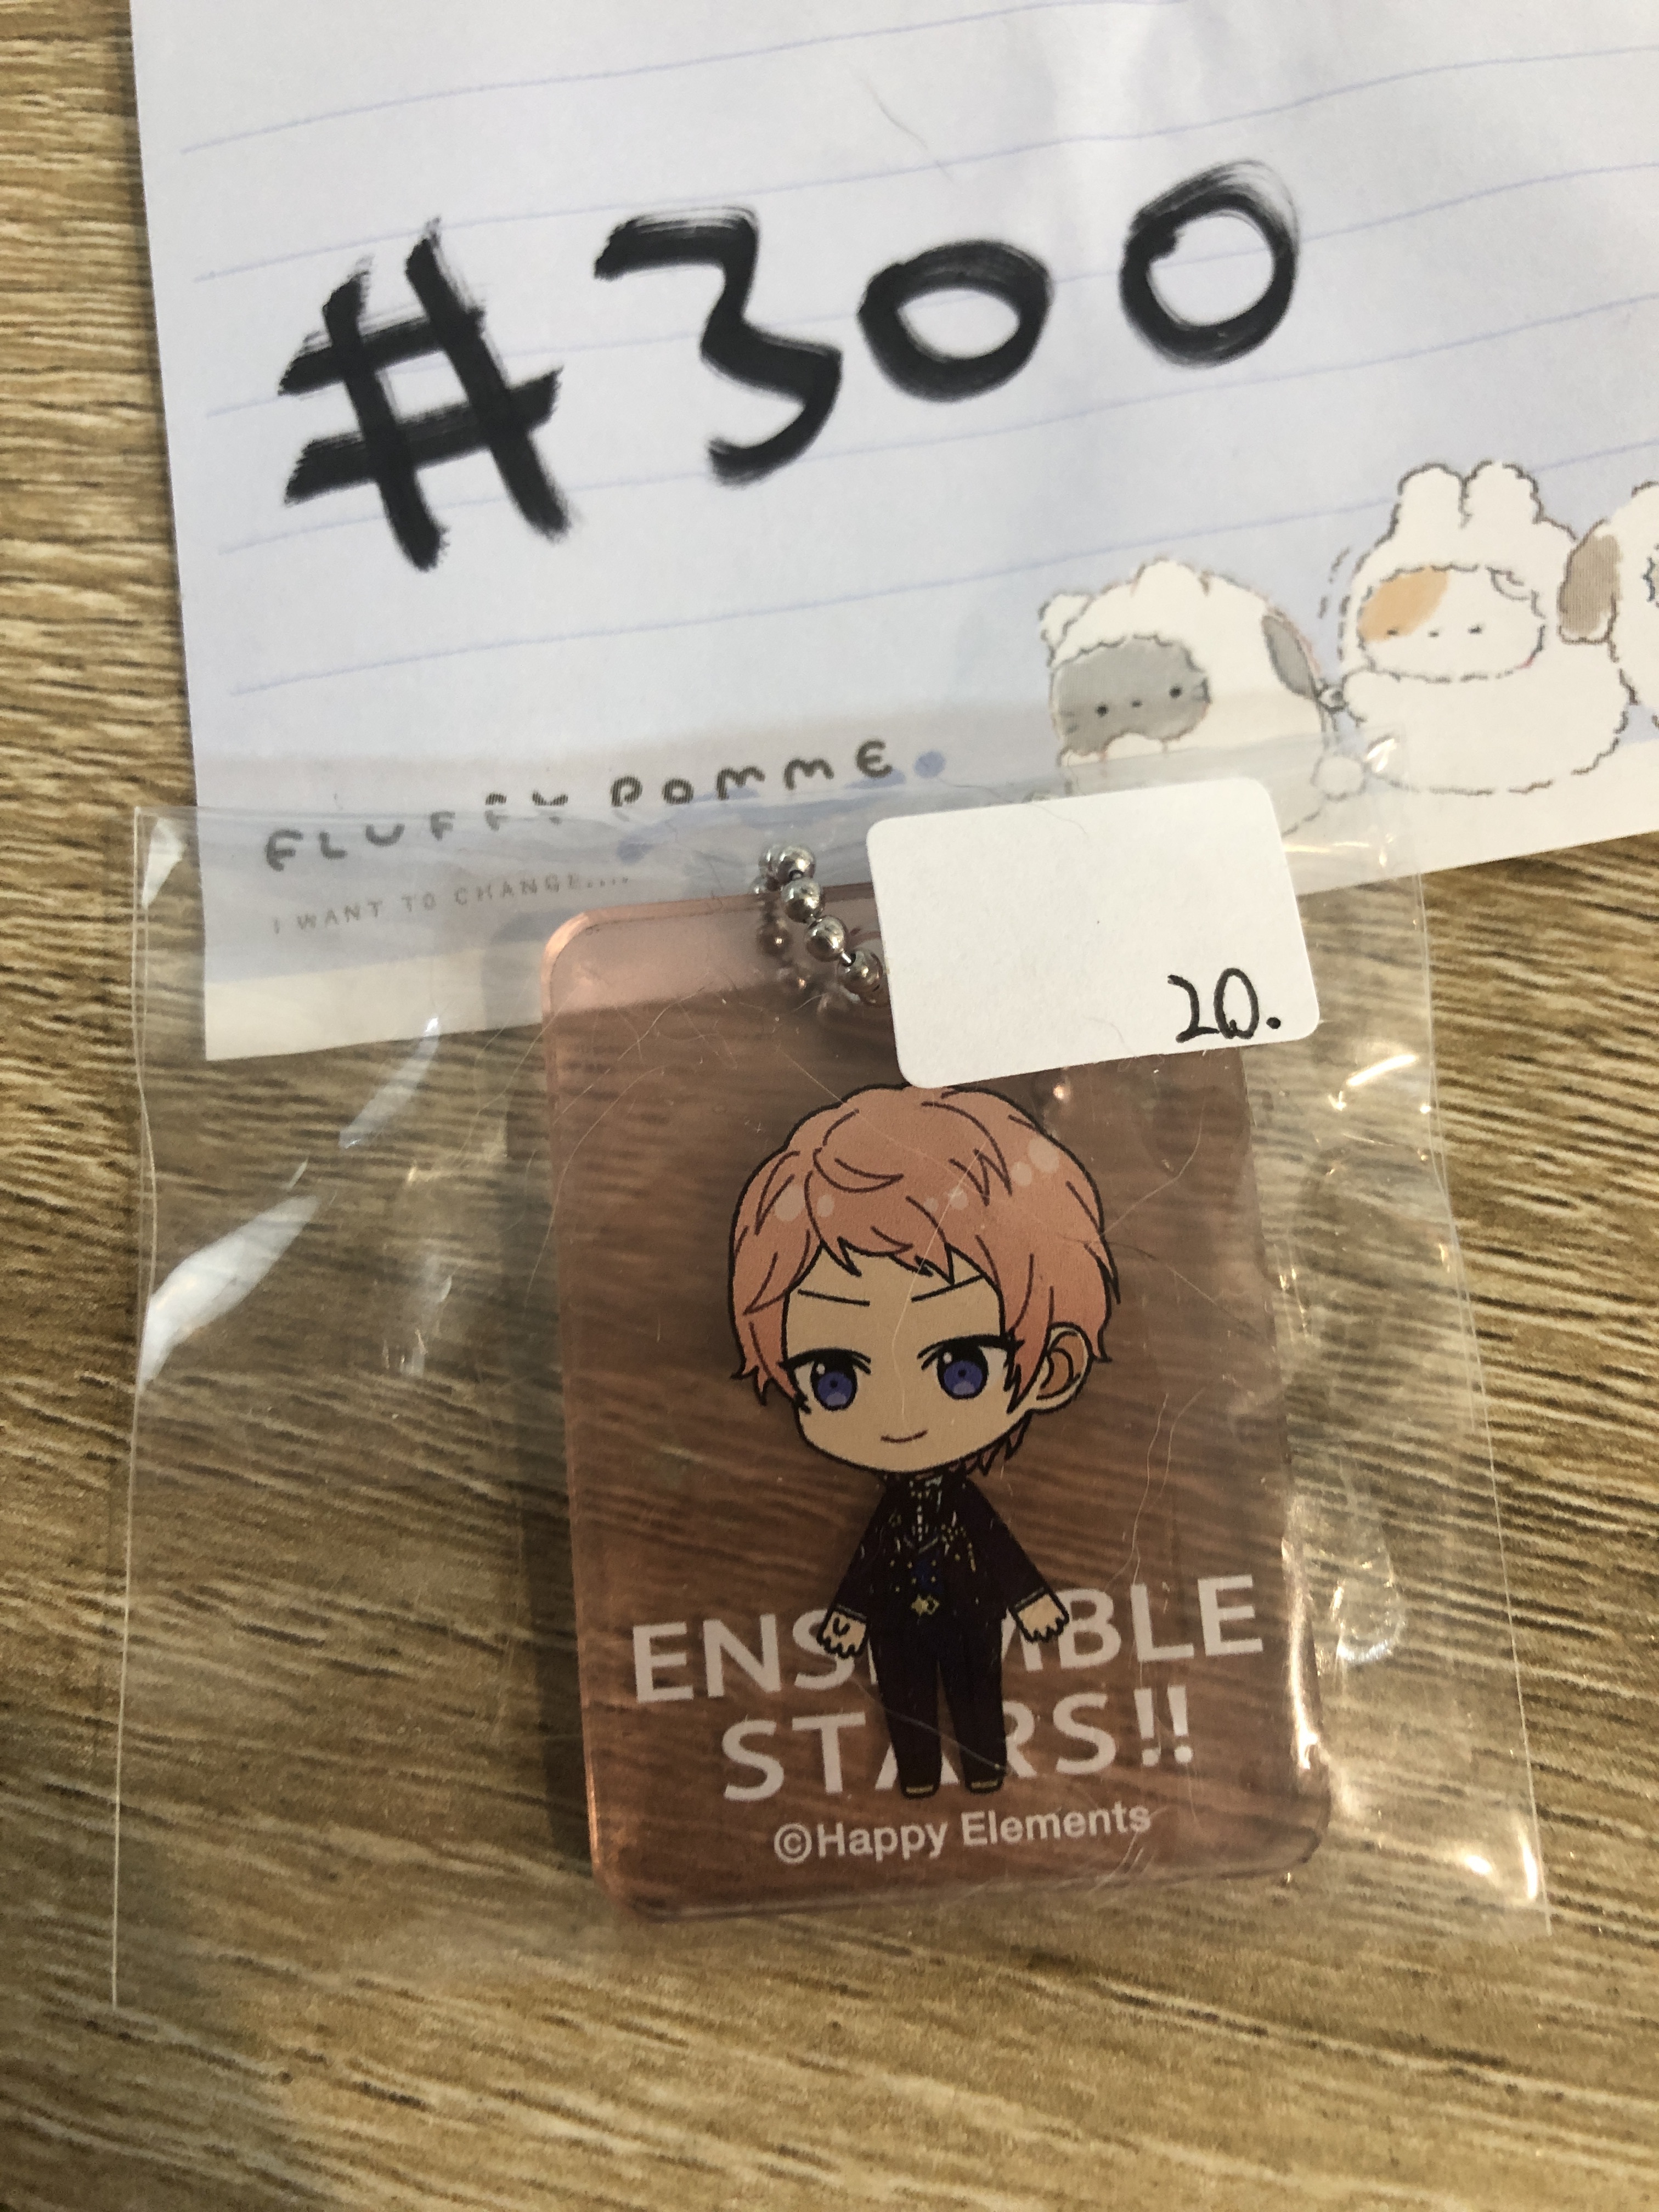 #300
FLUFFY POMME.
I WANT TO CHANGE....
20.
ENSEMBLE
STARS!!
©Happy Elements